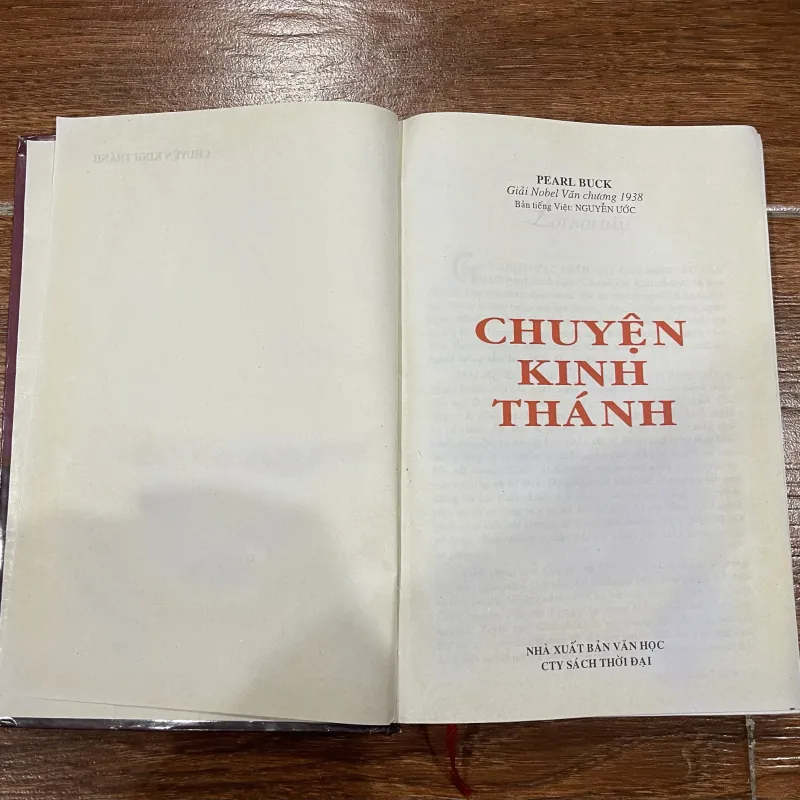 PEARL BUCK
Giải Nobel Văn chương 1938
Bản tiếng Việt: NGUYỄN ƯỚC
CHUYỆN
KINH
THÁNH
NHÀ XUẤT BẢN VĂN HỌC
CTY SÁCH THỜI ĐẠI